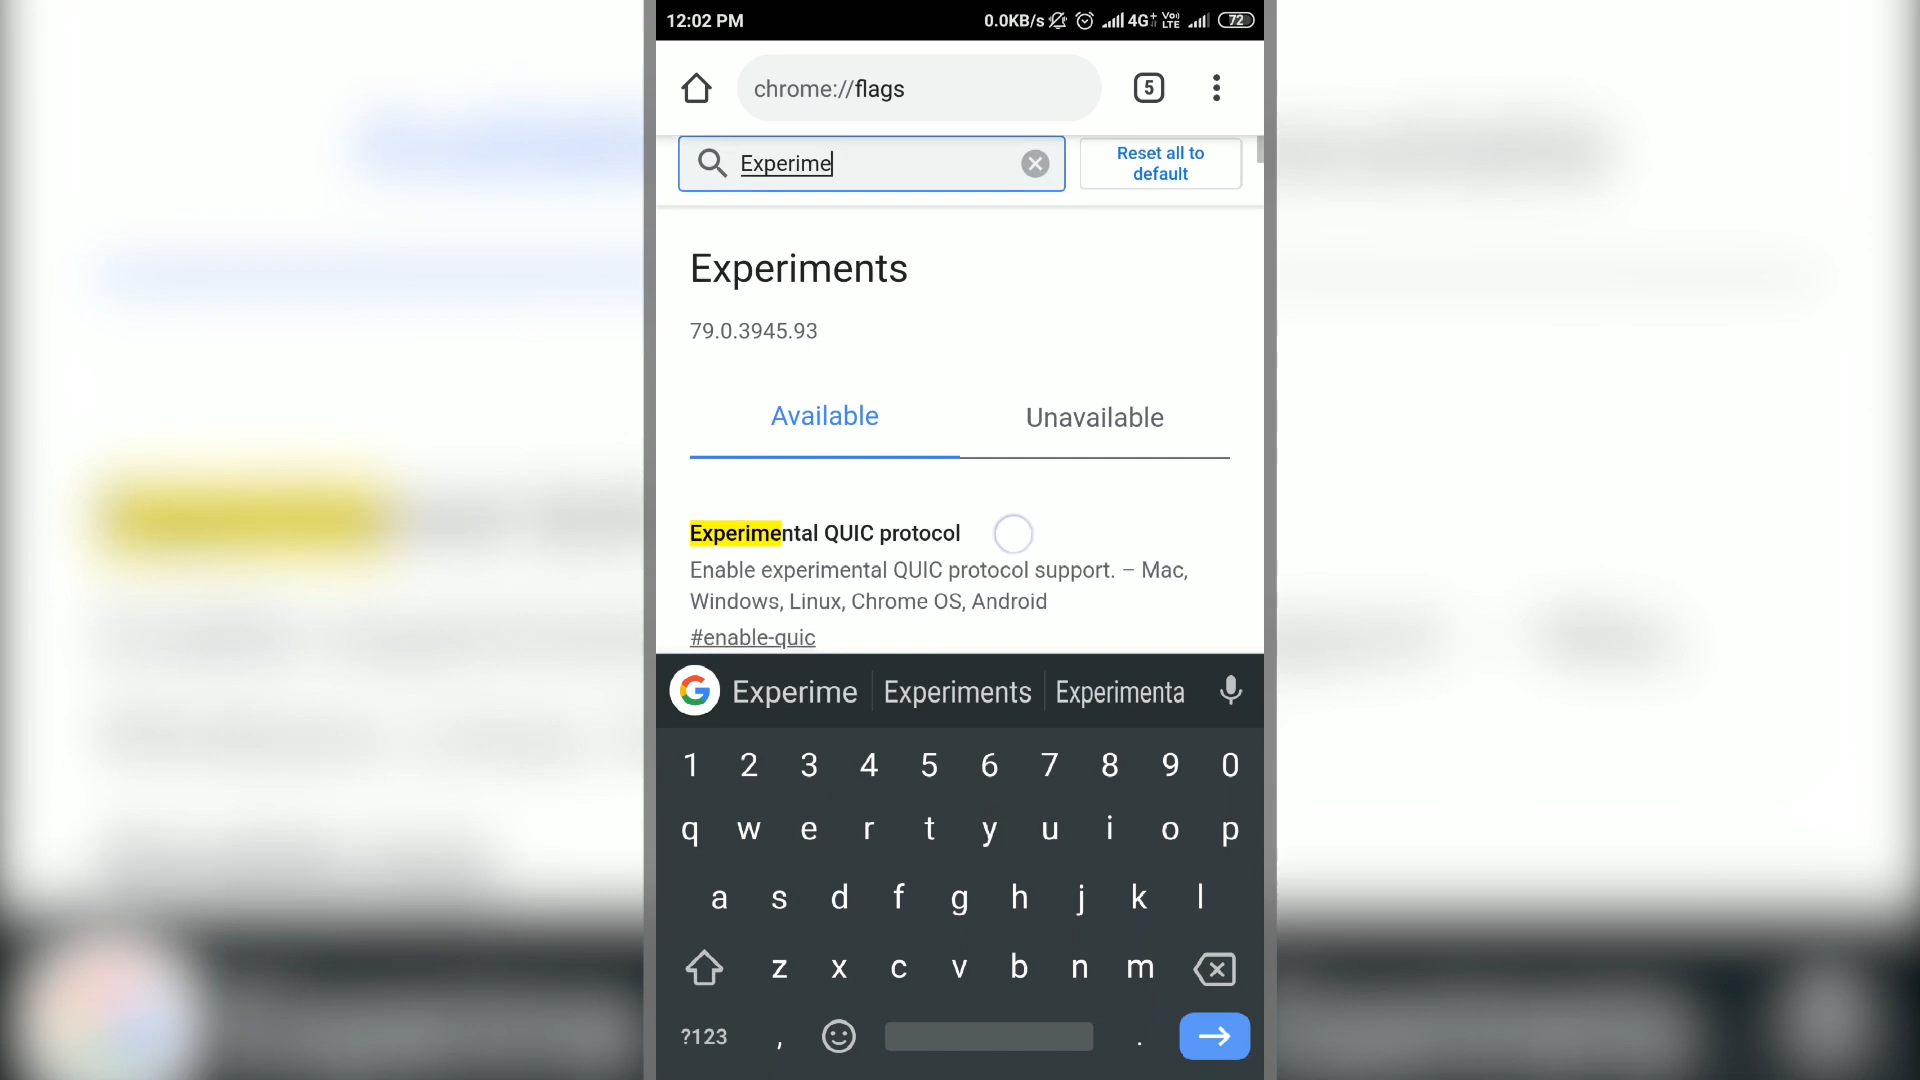 12:02 PM 0.0KB/s 4G+ Vo) LTE 72
chrome://flags 5
Experime Reset all to default
Experiments
79.0.3945.93
Available Unavailable
Experimental QUIC protocol
Enable experimental QUIC protocol support. – Mac,
Windows, Linux, Chrome OS, Android
#enable-quic
G Experime Experiments Experimenta
1 2 3 4 5 6 7 8 9 0
q w e r t y u i o p
a s d f g h j k l
z x c v b n m
?123 , .